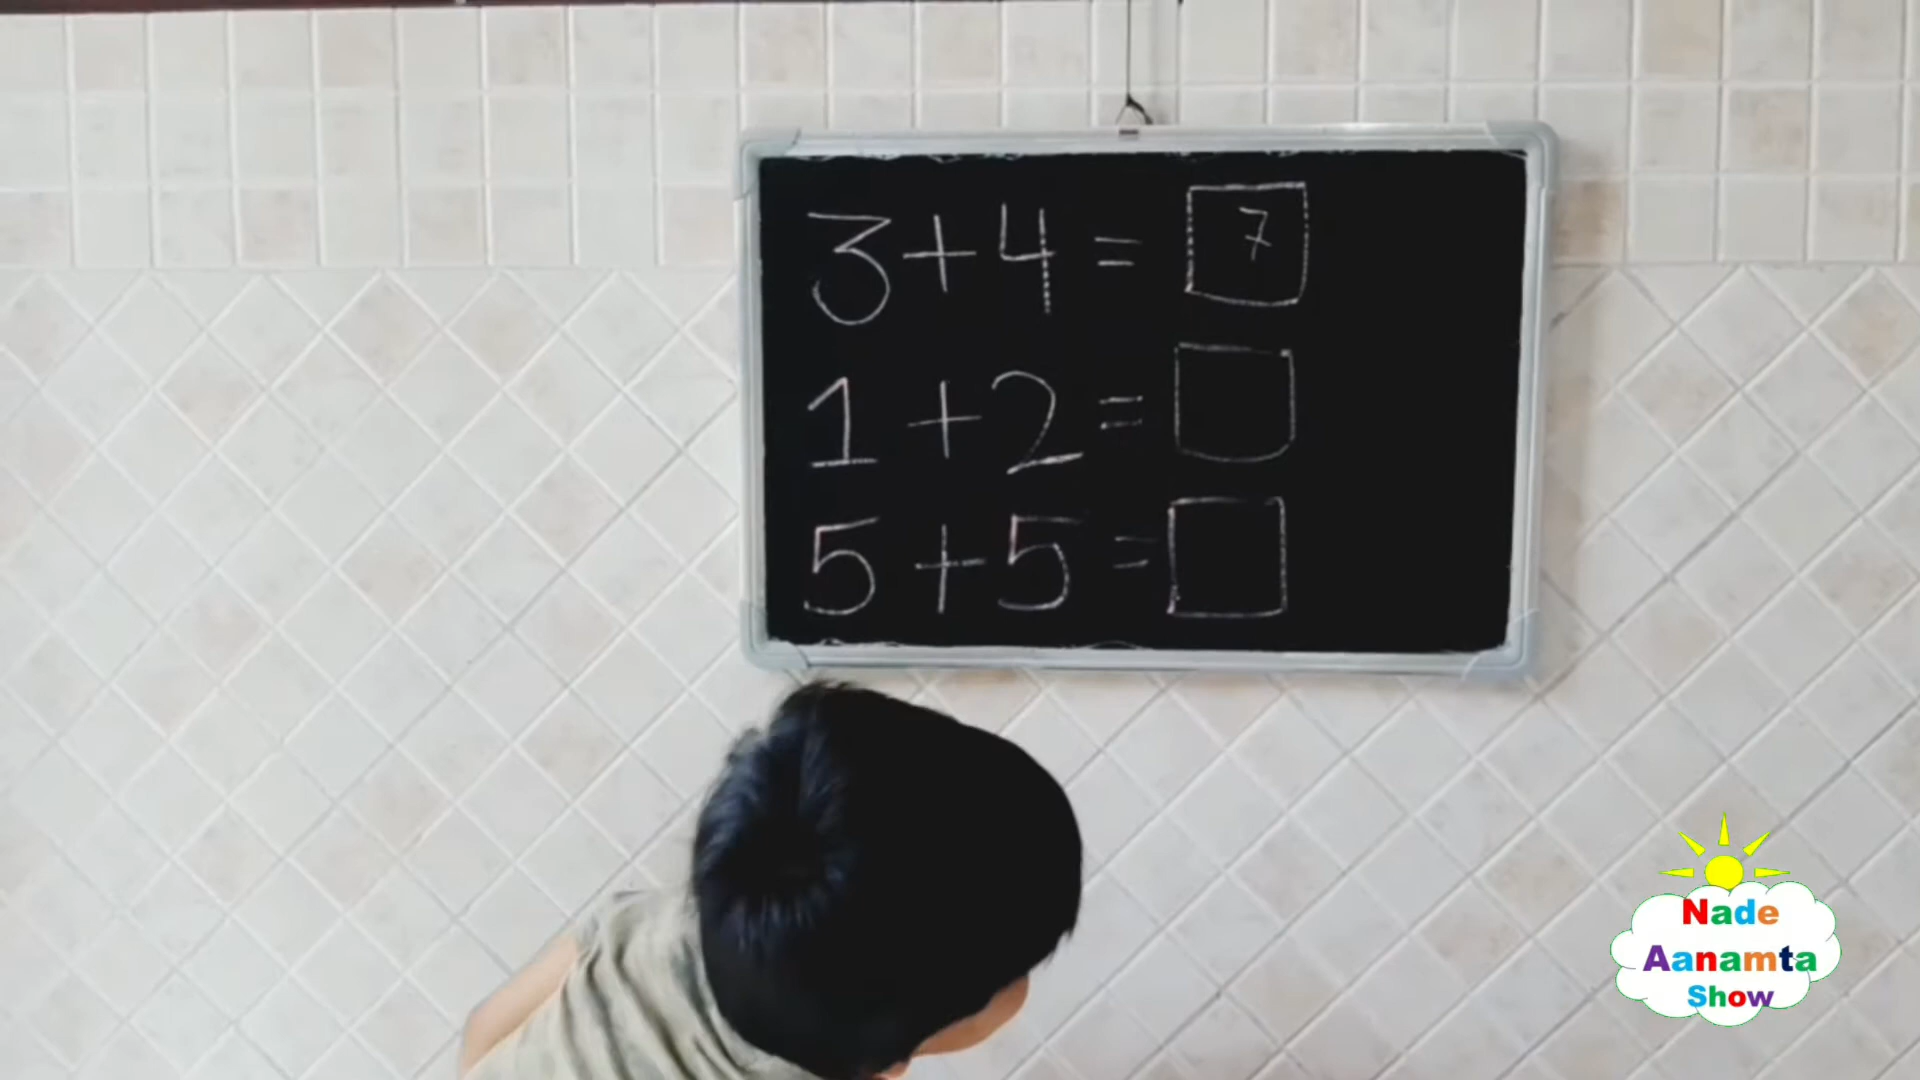 3+4= 7
1+2=
5+5=
Nade
Aanamta
Show